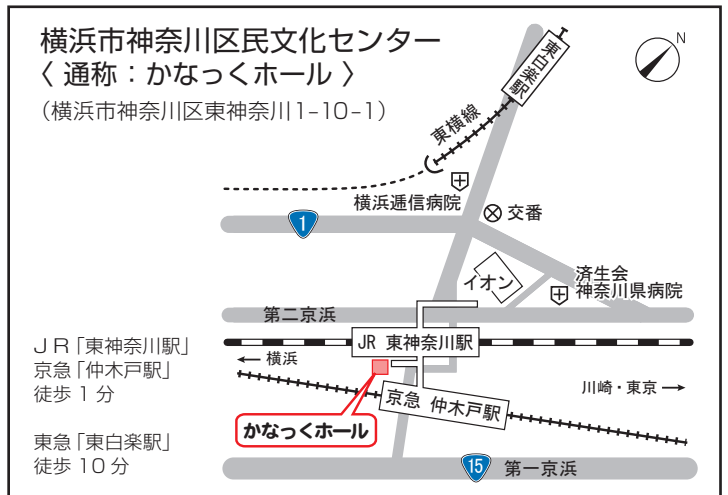 横浜市神奈川区民文化センター
〈 通称：かなっくホール 〉
（横浜市神奈川区東神奈川1-10-1）
N
東白楽駅
東横線
横浜逓信病院
交番
1
イオン
済生会
神奈川県病院
第二京浜
JR 東神奈川駅
← 横浜
川崎・東京 →
京急 仲木戸駅
かなっくホール
15
第一京浜
ＪＲ「東神奈川駅」
京急「仲木戸駅」
徒歩 1 分
東急「東白楽駅」
徒歩 10 分